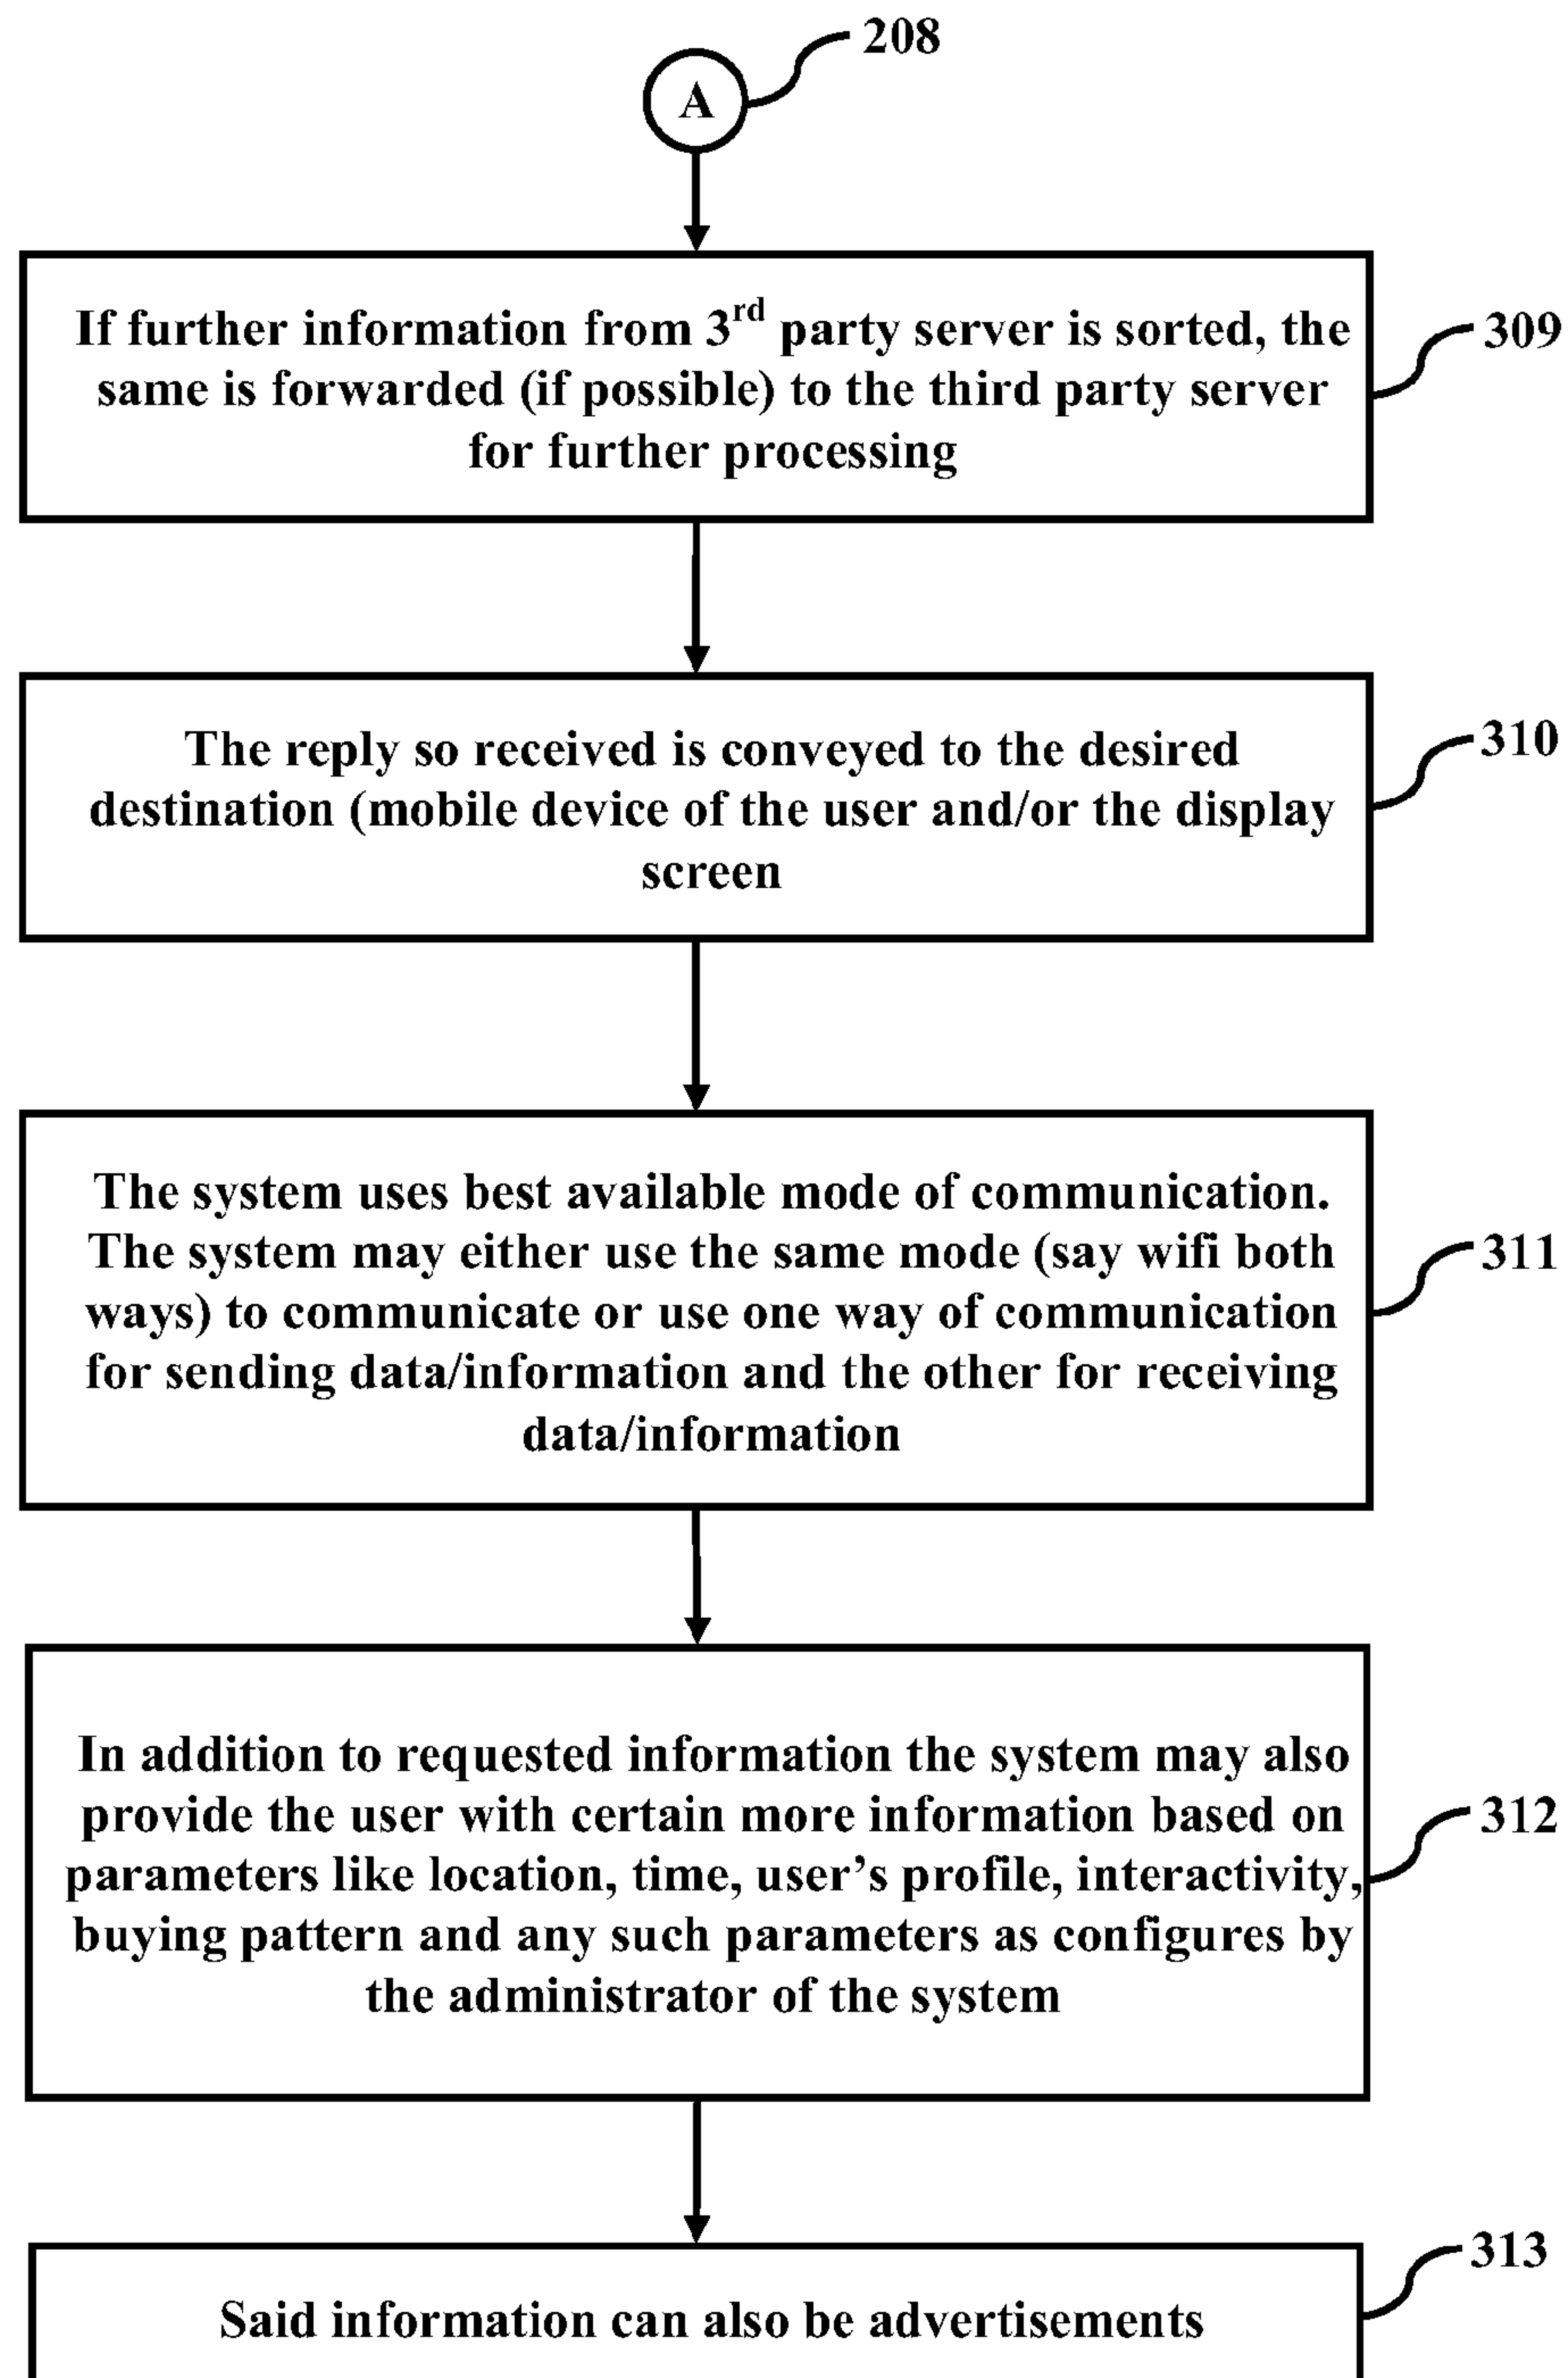 208
A
If further information from 3rd party server is sorted, the
same is forwarded (if possible) to the third party server
for further processing
309
The reply so received is conveyed to the desired
destination (mobile device of the user and/or the display
screen
310
The system uses best available mode of communication.
The system may either use the same mode (say wifi both
ways) to communicate or use one way of communication
for sending data/information and the other for receiving
data/information
311
In addition to requested information the system may also
provide the user with certain more information based on
parameters like location, time, user’s profile, interactivity,
buying pattern and any such parameters as configures by
the administrator of the system
312
Said information can also be advertisements
313